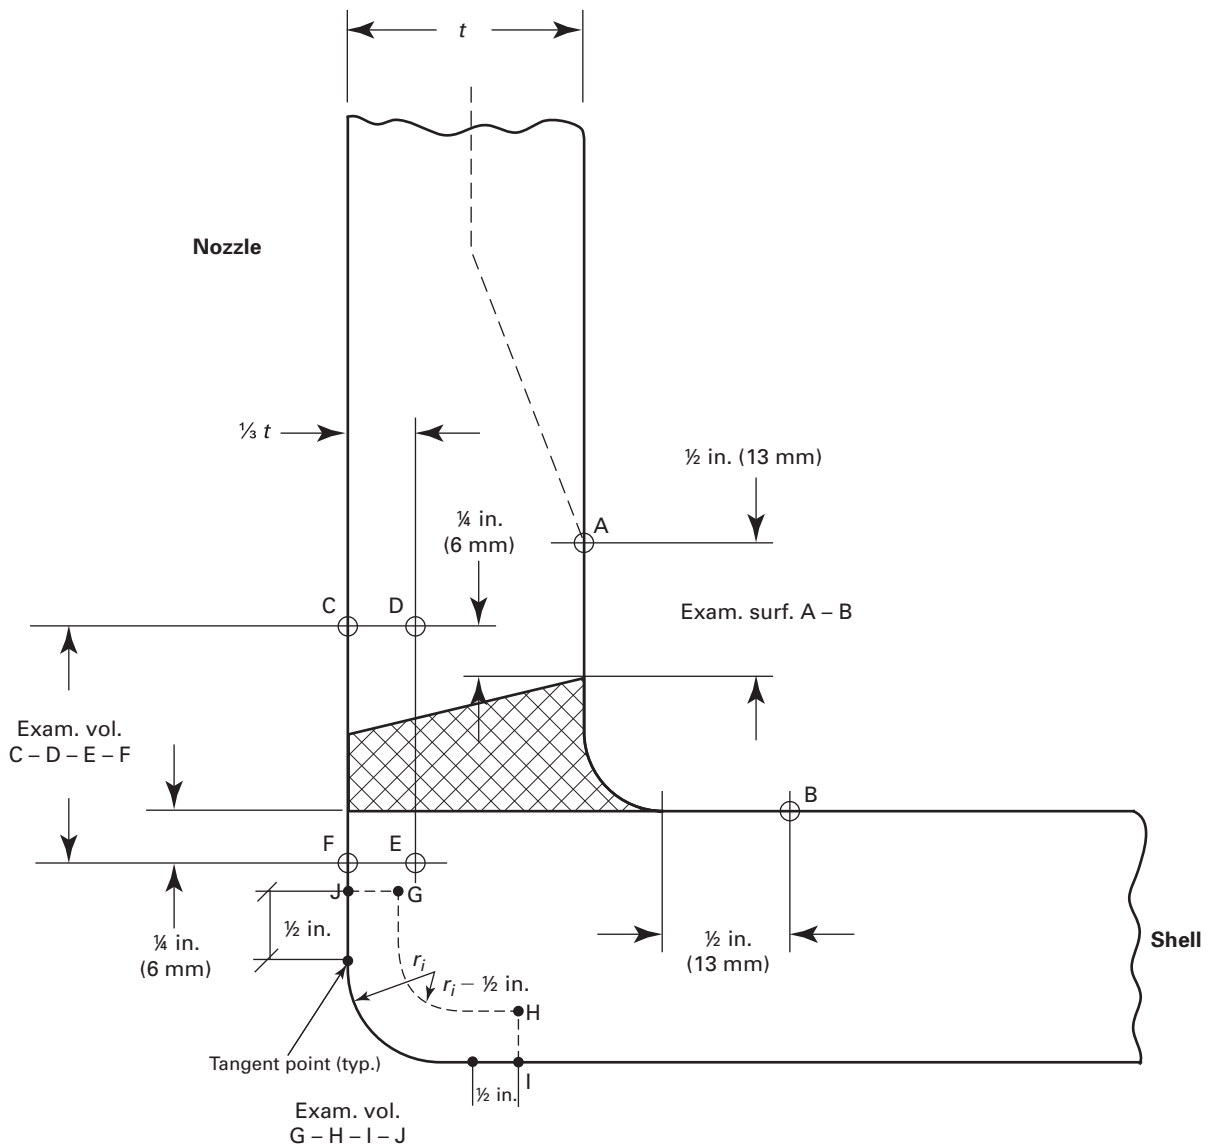 t
Nozzle
⅓ t
½ in. (13 mm)
¼ in.
(6 mm)
A
C
D
Exam. surf. A – B
Exam. vol.
C – D – E – F
B
F
E
J
G
½ in.
¼ in.
(6 mm)
½ in.
(13 mm)
Shell
rᵢ
rᵢ – ½ in.
H
Tangent point (typ.)
I
½ in.
Exam. vol.
G – H – I – J